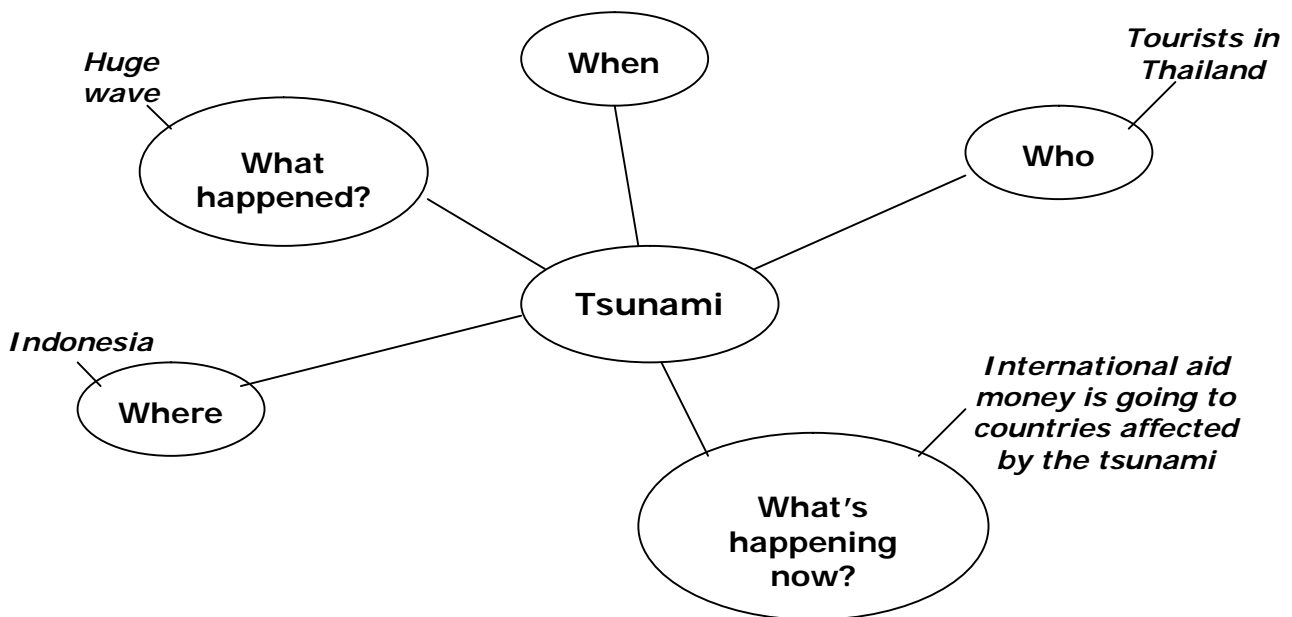 Huge
wave
When
Tourists in
Thailand
What
happened?
Who
Tsunami
Indonesia
Where
International aid
money is going to
countries affected
by the tsunami
What's
happening
now?